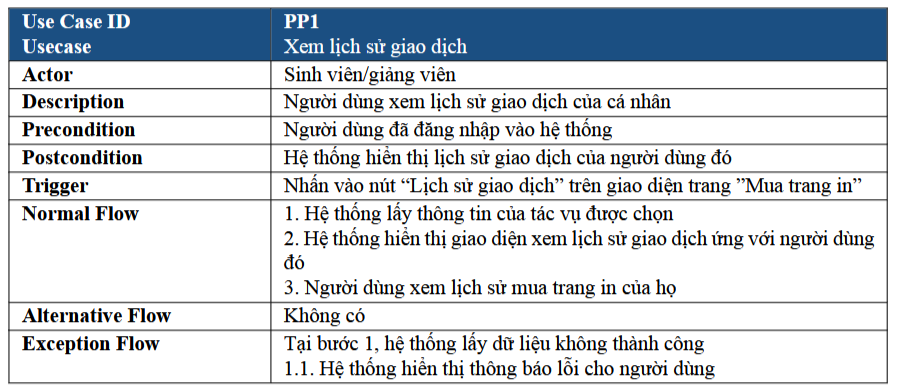 Use Case ID PP1
Usecase Xem lịch sử giao dịch
Actor Sinh viên/giảng viên
Description Người dùng xem lịch sử giao dịch của cá nhân
Precondition Người dùng đã đăng nhập vào hệ thống
Postcondition Hệ thống hiển thị lịch sử giao dịch của người dùng đó
Trigger Nhấn vào nút “Lịch sử giao dịch” trên giao diện trang ”Mua trang in”
Normal Flow 1. Hệ thống lấy thông tin của tác vụ được chọn
2. Hệ thống hiển thị giao diện xem lịch sử giao dịch ứng với người dùng
đó
3. Người dùng xem lịch sử mua trang in của họ
Alternative Flow Không có
Exception Flow Tại bước 1, hệ thống lấy dữ liệu không thành công
1.1. Hệ thống hiển thị thông báo lỗi cho người dùng